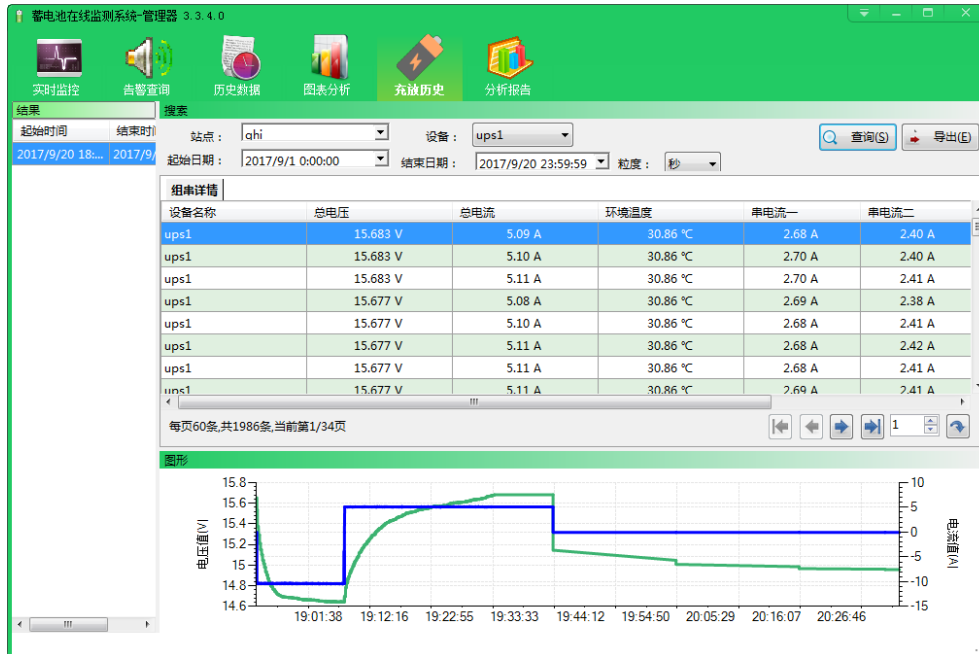 蓄电池在线监测系统-管理器 3.3.4.0
实时监控 告警查询 历史数据 图表分析 充放历史 分析报告
结果
起始时间 结束时间
2017/9/20 18:... 2017/9/
搜索
站点: qhi 设备: ups1 查询(S) 导出(E)
起始日期: 2017/9/1 0:00:00 结束日期: 2017/9/20 23:59:59 粒度: 秒
组串详情
设备名称 总电压 总电流 环境温度 串电流一 串电流二
ups1 15.683 V 5.09 A 30.86 ℃ 2.68 A 2.40 A
ups1 15.683 V 5.10 A 30.86 ℃ 2.70 A 2.40 A
ups1 15.683 V 5.11 A 30.86 ℃ 2.70 A 2.41 A
ups1 15.677 V 5.08 A 30.86 ℃ 2.69 A 2.38 A
ups1 15.677 V 5.10 A 30.86 ℃ 2.68 A 2.41 A
ups1 15.677 V 5.11 A 30.86 ℃ 2.68 A 2.42 A
ups1 15.677 V 5.11 A 30.86 ℃ 2.68 A 2.41 A
ups1 15.677 V 5.11 A 30.86 ℃ 2.69 A 2.41 A
每页60条,共1986条,当前第1/34页 1
图形
电压值(V)
15.8
15.6
15.4
15.2
15
14.8
14.6
10
5
0
-5
-10
-15
电流值(A)
19:01:38 19:12:16 19:22:55 19:33:33 19:44:12 19:54:50 20:05:29 20:16:07 20:26:46